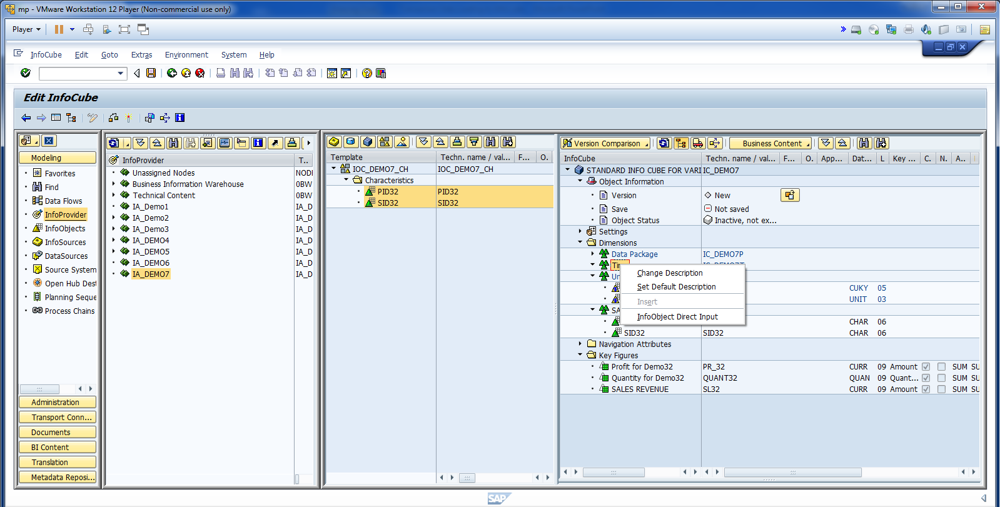 mp - VMware Workstation 12 Player (Non-commercial use only)
Player
InfoCube Edit Goto Extras Environment System Help
Edit InfoCube
Modeling
Favorites
Find
Data Flows
InfoProvider
InfoObjects
InfoSources
DataSources
Source System
Open Hub Dest
Planning Seque
Process Chains
Administration
Transport Conn...
Documents
BI Content
Translation
Metadata Reposi...
InfoProvider T..
Unassigned Nodes NODI
Business Information Warehouse 0BW
Technical Content 0BW
IA_Demo1 IA_D
IA_Demo2 IA_D
IA_Demo3 IA_D
IA_DEMO4 IA_D
IA_DEMO5 IA_D
IA_DEMO6 IA_D
IA_DEMO7 IA_D
Template Techn. name / val... F... O.
IOC_DEMO7_CH IOC_DEMO7_CH
Characteristics
PID32 PID32
SID32 SID32
Version Comparison Business Content
InfoCube Techn. name / val... F... O. App... Dat... L Key ... C. N. A..
STANDARD INFO CUBE FOR VARI IC_DEMO7
Object Information
Version New
Save Not saved
Object Status Inactive, not ex...
Settings
Dimensions
Data Package IC_DEMO7P
Change Description
Set Default Description
Insert
InfoObject Direct Input
CUKY 05
UNIT 03
SA
CHAR 06
SID32 SID32 CHAR 06
Navigation Attributes
Key Figures
Profit for Demo32 PR_32 CURR 09 Amount SUM SU
Quantity for Demo32 QUANT32 QUAN 09 Quant... SUM SU
SALES REVENUE SL32 CURR 09 Amount SUM SU
SAP